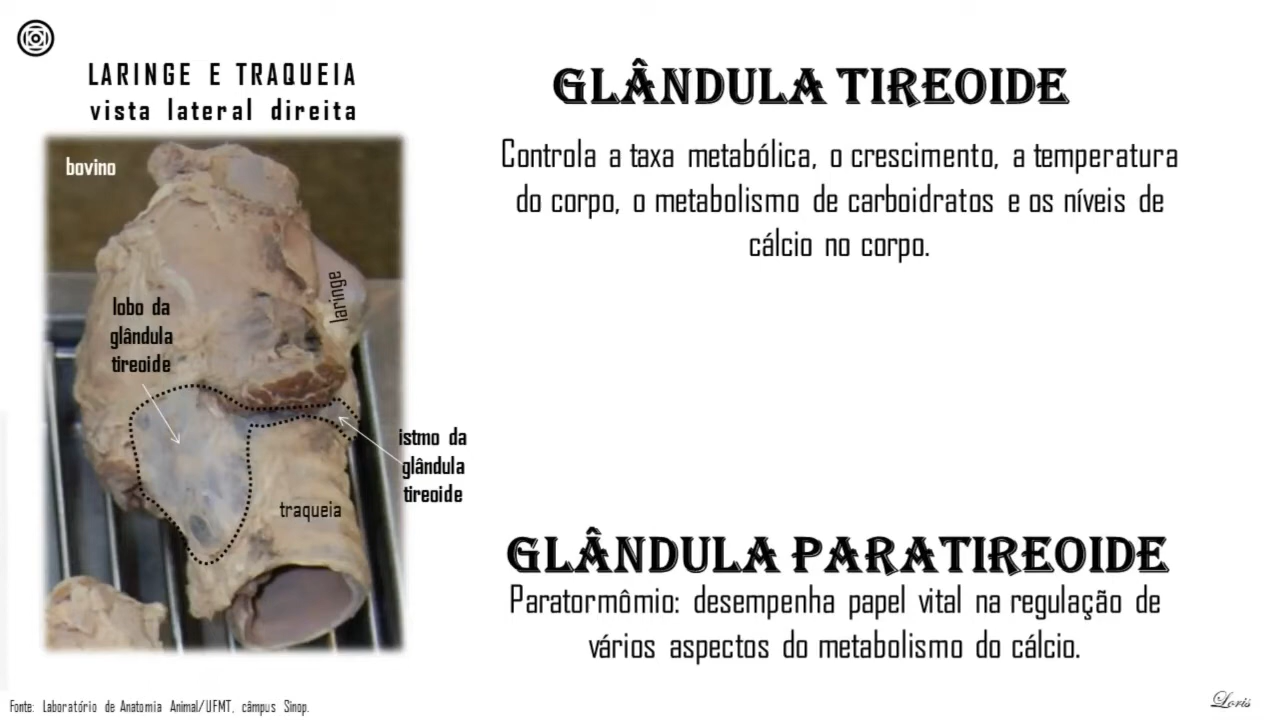 LARINGE E TRAQUEIA
vista lateral direita
bovino
laringe
lobo da
glândula
tireoide
istmo da
glândula
tireoide
traqueia
GLÂNDULA TIREOIDE
Controla a taxa metabólica, o crescimento, a temperatura
do corpo, o metabolismo de carboidratos e os níveis de
cálcio no corpo.
GLÂNDULA PARATIREOIDE
Paratormômio: desempenha papel vital na regulação de
vários aspectos do metabolismo do cálcio.
Fonte: Laboratório de Anatomia Animal/UFMT, câmpus Sinop.
Loris